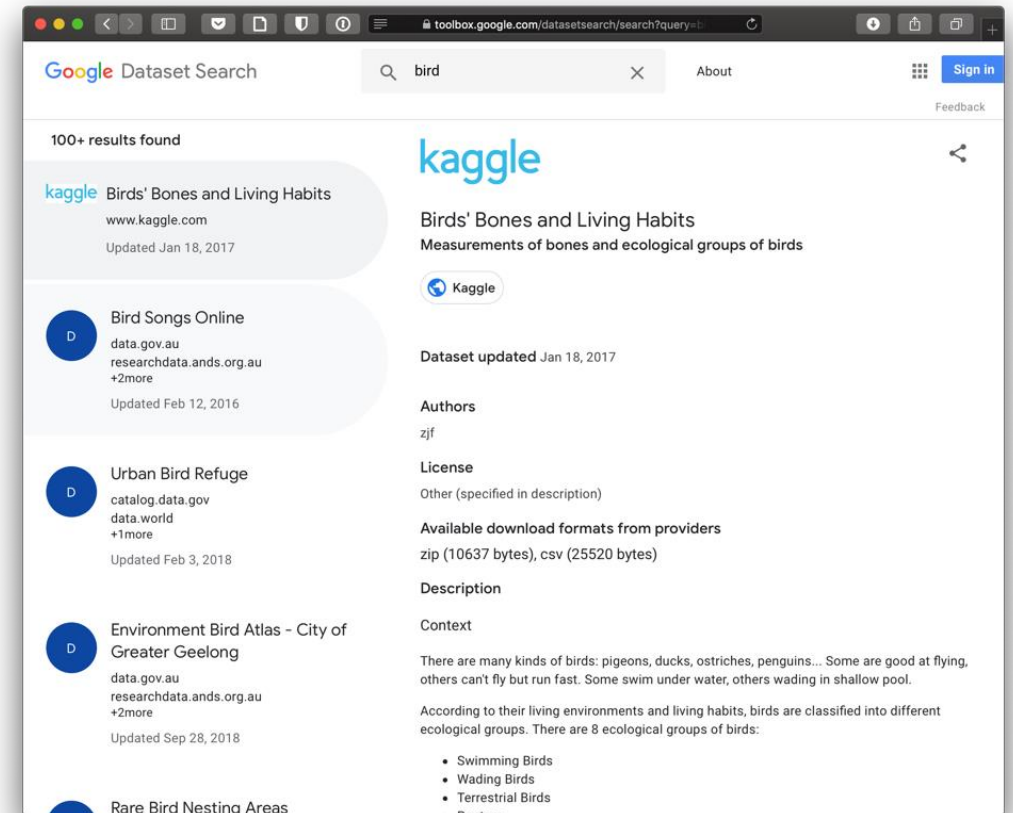 toolbox.google.com/datasetsearch/search?query=b
Google Dataset Search
bird
About
Sign in
Feedback
100+ results found
kaggle
Birds' Bones and Living Habits
www.kaggle.com
Updated Jan 18, 2017
D
Bird Songs Online
data.gov.au
researchdata.ands.org.au
+2more
Updated Feb 12, 2016
D
Urban Bird Refuge
catalog.data.gov
data.world
+1more
Updated Feb 3, 2018
D
Environment Bird Atlas - City of
Greater Geelong
data.gov.au
researchdata.ands.org.au
+2more
Updated Sep 28, 2018
Rare Bird Nesting Areas
kaggle
Birds' Bones and Living Habits
Measurements of bones and ecological groups of birds
Kaggle
Dataset updated Jan 18, 2017
Authors
zjf
License
Other (specified in description)
Available download formats from providers
zip (10637 bytes), csv (25520 bytes)
Description
Context
There are many kinds of birds: pigeons, ducks, ostriches, penguins... Some are good at flying,
others can't fly but run fast. Some swim under water, others wading in shallow pool.
According to their living environments and living habits, birds are classified into different
ecological groups. There are 8 ecological groups of birds:
• Swimming Birds
• Wading Birds
• Terrestrial Birds